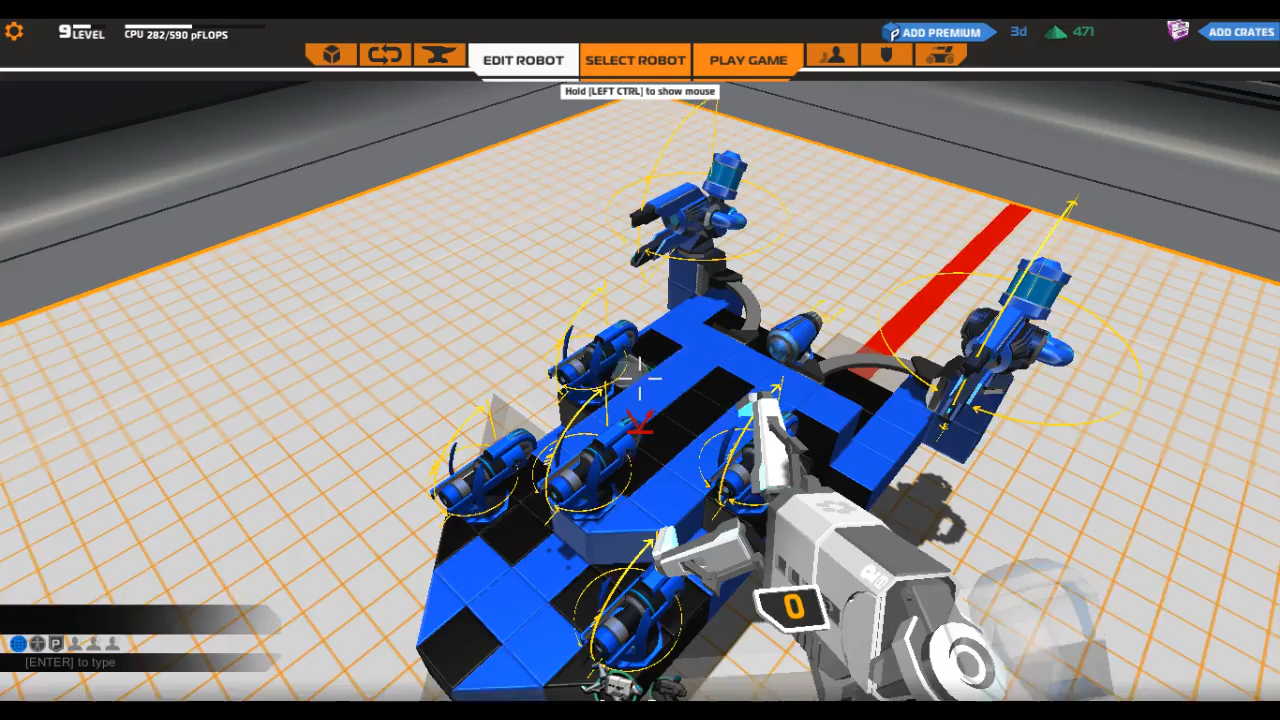 9 LEVEL
CPU 282/590 pFLOPS
ADD PREMIUM
3d
471
ADD CRATES
EDIT ROBOT
SELECT ROBOT
PLAY GAME
Hold [LEFT CTRL] to show mouse
0
P
[ENTER] to type